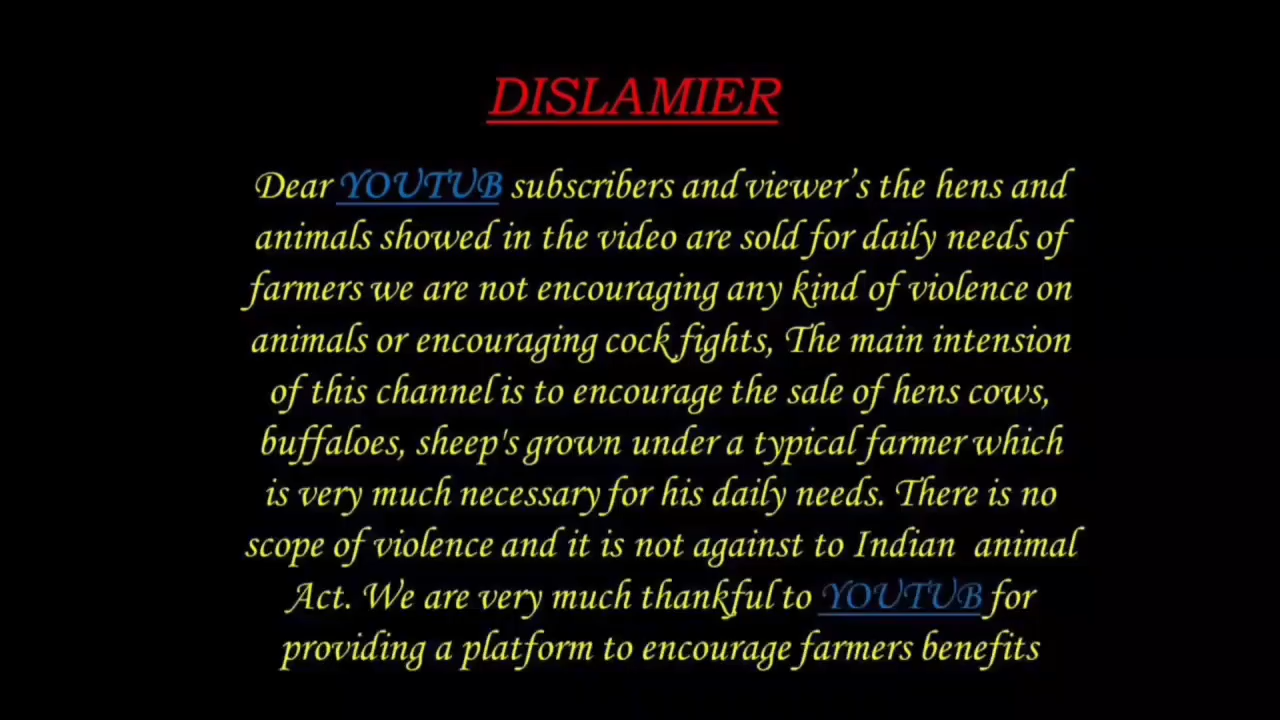 DISLAMIER
Dear YOUTUB subscribers and viewer's the hens and
animals showed in the video are sold for daily needs of
farmers we are not encouraging any kind of violence on
animals or encouraging cock fights, The main intension
of this channel is to encourage the sale of hens cows,
buffaloes, sheep's grown under a typical farmer which
is very much necessary for his daily needs. There is no
scope of violence and it is not against to Indian animal
Act. We are very much thankful to YOUTUB for
providing a platform to encourage farmers benefits